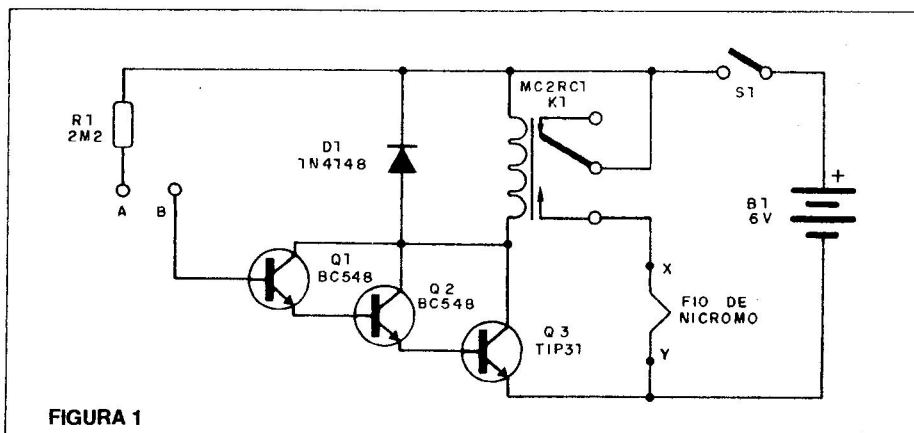 MC2RC1
K1
S1
R1
2M2
D1
1N4148
+
B1
6V
A
B
Q1
BC548
Q2
BC548
Q3
TIP31
X
FIO DE
NICROMO
Y
FIGURA 1